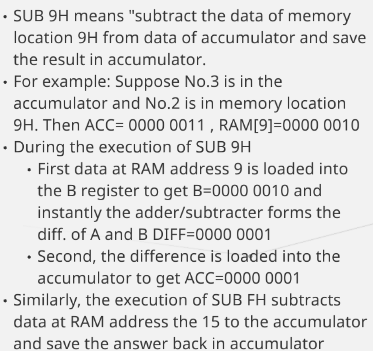 • SUB 9H means "subtract the data of memory
location 9H from data of accumulator and save
the result in accumulator.
• For example: Suppose No.3 is in the
accumulator and No.2 is in memory location
9H. Then ACC= 0000 0011 , RAM[9]=0000 0010
• During the execution of SUB 9H
• First data at RAM address 9 is loaded into
the B register to get B=0000 0010 and
instantly the adder/subtracter forms the
diff. of A and B DIFF=0000 0001
• Second, the difference is loaded into the
accumulator to get ACC=0000 0001
• Similarly, the execution of SUB FH subtracts
data at RAM address the 15 to the accumulator
and save the answer back in accumulator